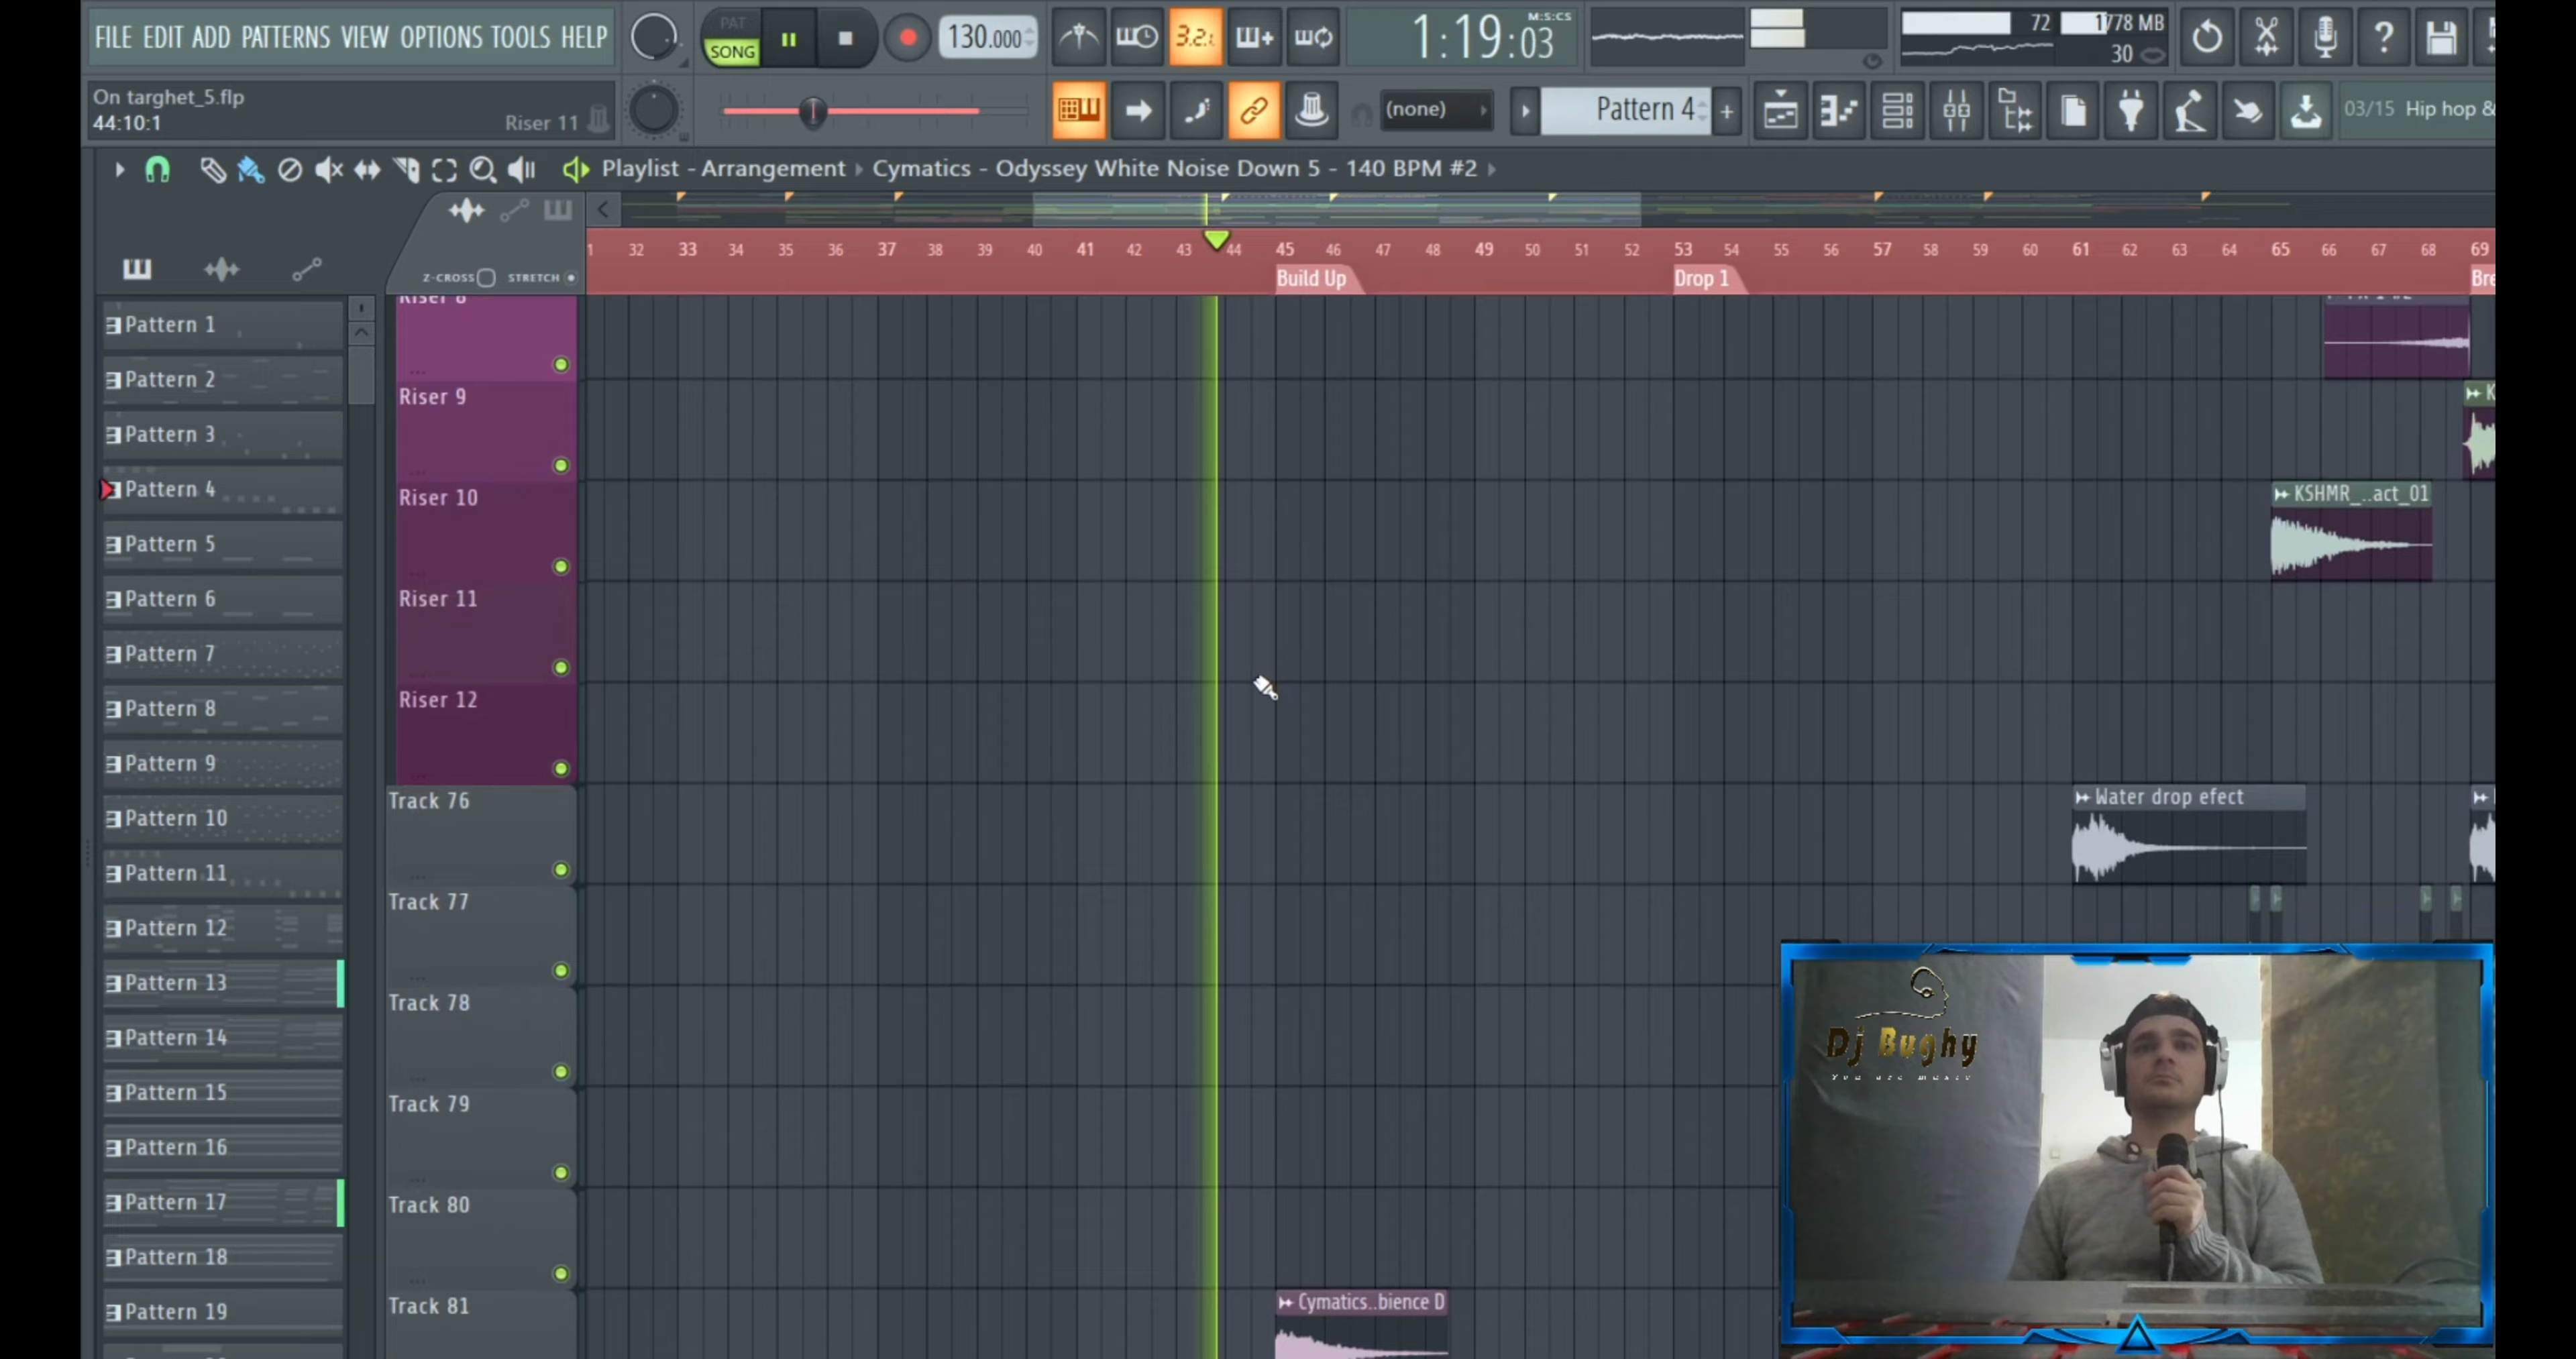 FILE EDIT ADD PATTERNS VIEW OPTIONS TOOLS HELP
PAT
SONG
130.000
3.2.
1:19:03
M:S:CS
72
1778 MB
30
On targhet_5.flp
44:10:1
Riser 11
(none)
Pattern 4
03/15 Hip hop &
Playlist - Arrangement
Cymatics - Odyssey White Noise Down 5 - 140 BPM #2
32 33 34 35 36 37 38 39 40 41 42 43 44 45 46 47 48 49 50 51 52 53 54 55 56 57 58 59 60 61 62 63 64 65 66 67 68 69
Z-CROSS STRETCH
Build Up
Drop 1
Bre
Pattern 1
Pattern 2
Pattern 3
Pattern 4
Pattern 5
Pattern 6
Pattern 7
Pattern 8
Pattern 9
Pattern 10
Pattern 11
Pattern 12
Pattern 13
Pattern 14
Pattern 15
Pattern 16
Pattern 17
Pattern 18
Pattern 19
Riser 8
Riser 9
Riser 10
Riser 11
Riser 12
Track 76
Track 77
Track 78
Track 79
Track 80
Track 81
K
KSHMR_..act_01
Water drop efect
Cymatics..bience D
Dj Bughy
You are music